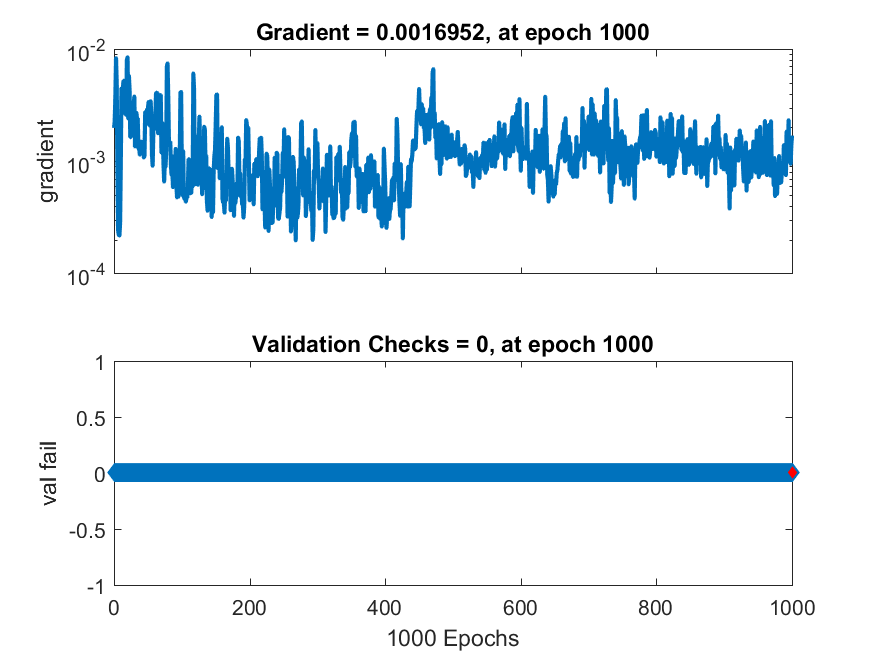 Gradient = 0.0016952, at epoch 1000
10-2
10-3
10-4
gradient
Validation Checks = 0, at epoch 1000
1
0.5
0
-0.5
-1
val fail
0 200 400 600 800 1000
1000 Epochs